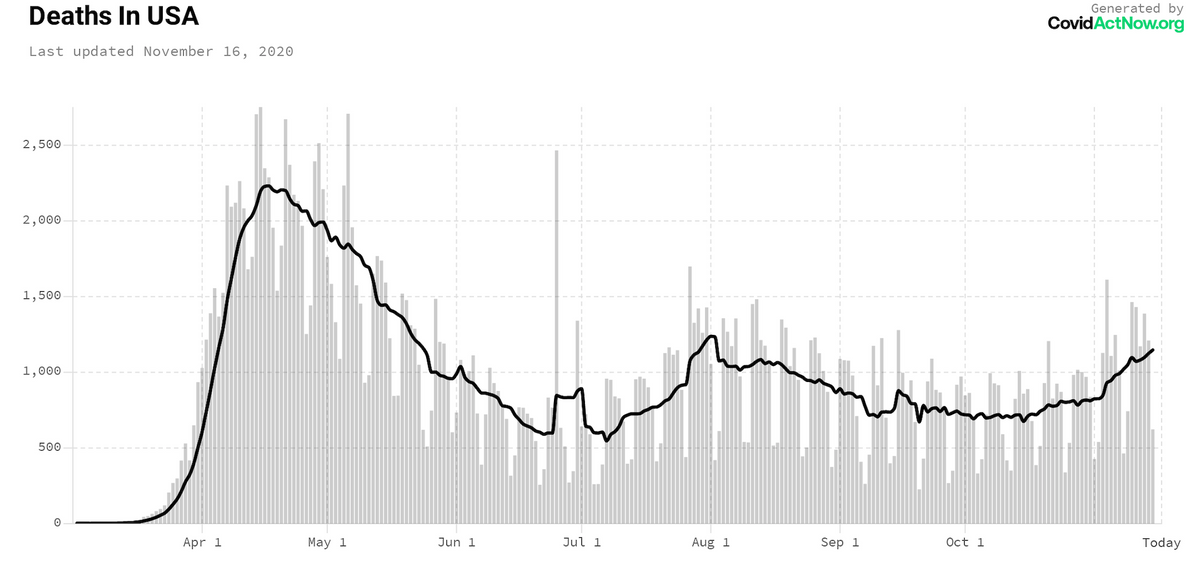 Deaths In USA
Generated by
CovidActNow.org
Last updated November 16, 2020
2,500
2,000
1,500
1,000
500
0
Apr 1 May 1 Jun 1 Jul 1 Aug 1 Sep 1 Oct 1 Today